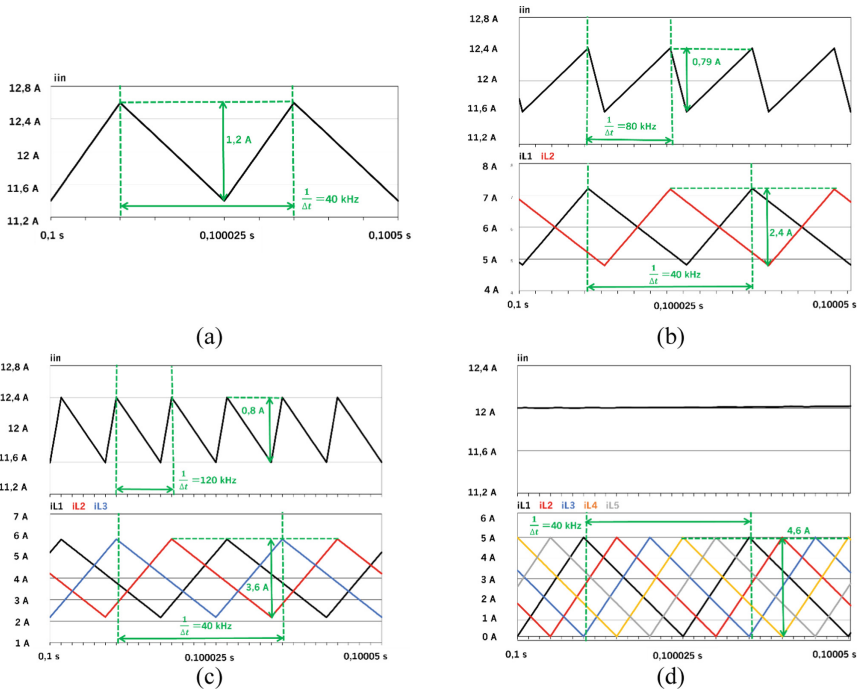 iin
12,8 A
12,4 A
12 A
11,6 A
11,2 A
1,2 A
1/Δt = 40 kHz
0,1 s
0,100025 s
0,1005 s
(a)
iin
12,8 A
12,4 A
12 A
11,6 A
11,2 A
0,79 A
1/Δt = 80 kHz
iL1 iL2
8 A
7 A
6 A
5 A
4 A
2,4 A
1/Δt = 40 kHz
0,1 s
0,100025 s
0,10005 s
(b)
iin
12,8 A
12,4 A
12 A
11,6 A
11,2 A
0,8 A
1/Δt = 120 kHz
iL1 iL2 iL3
7 A
6 A
5 A
4 A
3 A
2 A
1 A
3,6 A
1/Δt = 40 kHz
0,1 s
0,100025 s
0,10005 s
(c)
iin
12,4 A
12 A
11,6 A
11,2 A
iL1 iL2 iL3 iL4 iL5
6 A
5 A
3 A
2 A
1 A
0 A
1/Δt = 40 kHz
4,6 A
0,1 s
0,100025 s
0,10005 s
(d)